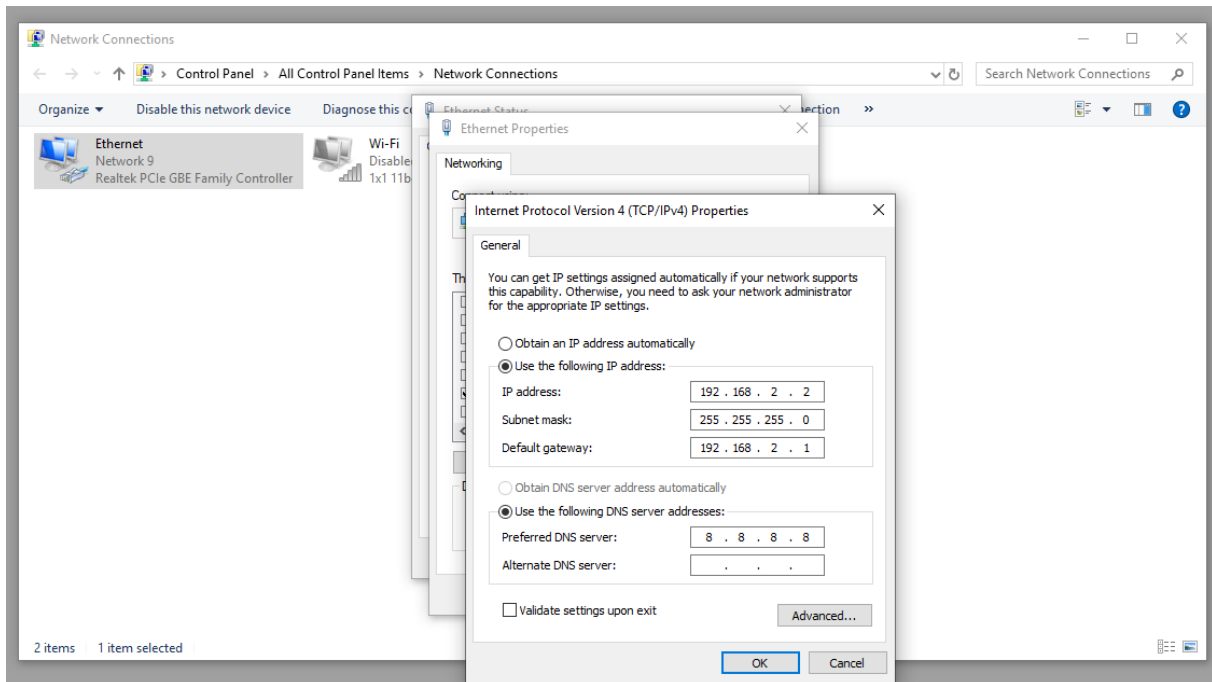 Network Connections
Control Panel > All Control Panel Items > Network Connections
Search Network Connections
Organize
Disable this network device
Diagnose this
Ethernet Status
Ethernet
Network 9
Realtek PCIe GBE Family Controller
Wi-Fi
1x1 11b
Ethernet Properties
Networking
Internet Protocol Version 4 (TCP/IPv4) Properties
General
You can get IP settings assigned automatically if your network supports
this capability. Otherwise, you need to ask your network administrator
for the appropriate IP settings.
Obtain an IP address automatically
Use the following IP address:
IP address: 192 . 168 . 2 . 2
Subnet mask: 255 . 255 . 255 . 0
Default gateway: 192 . 168 . 2 . 1
Obtain DNS server address automatically
Use the following DNS server addresses:
Preferred DNS server: 8 . 8 . 8 . 8
Alternate DNS server: . . .
Validate settings upon exit
Advanced...
OK Cancel
2 items 1 item selected